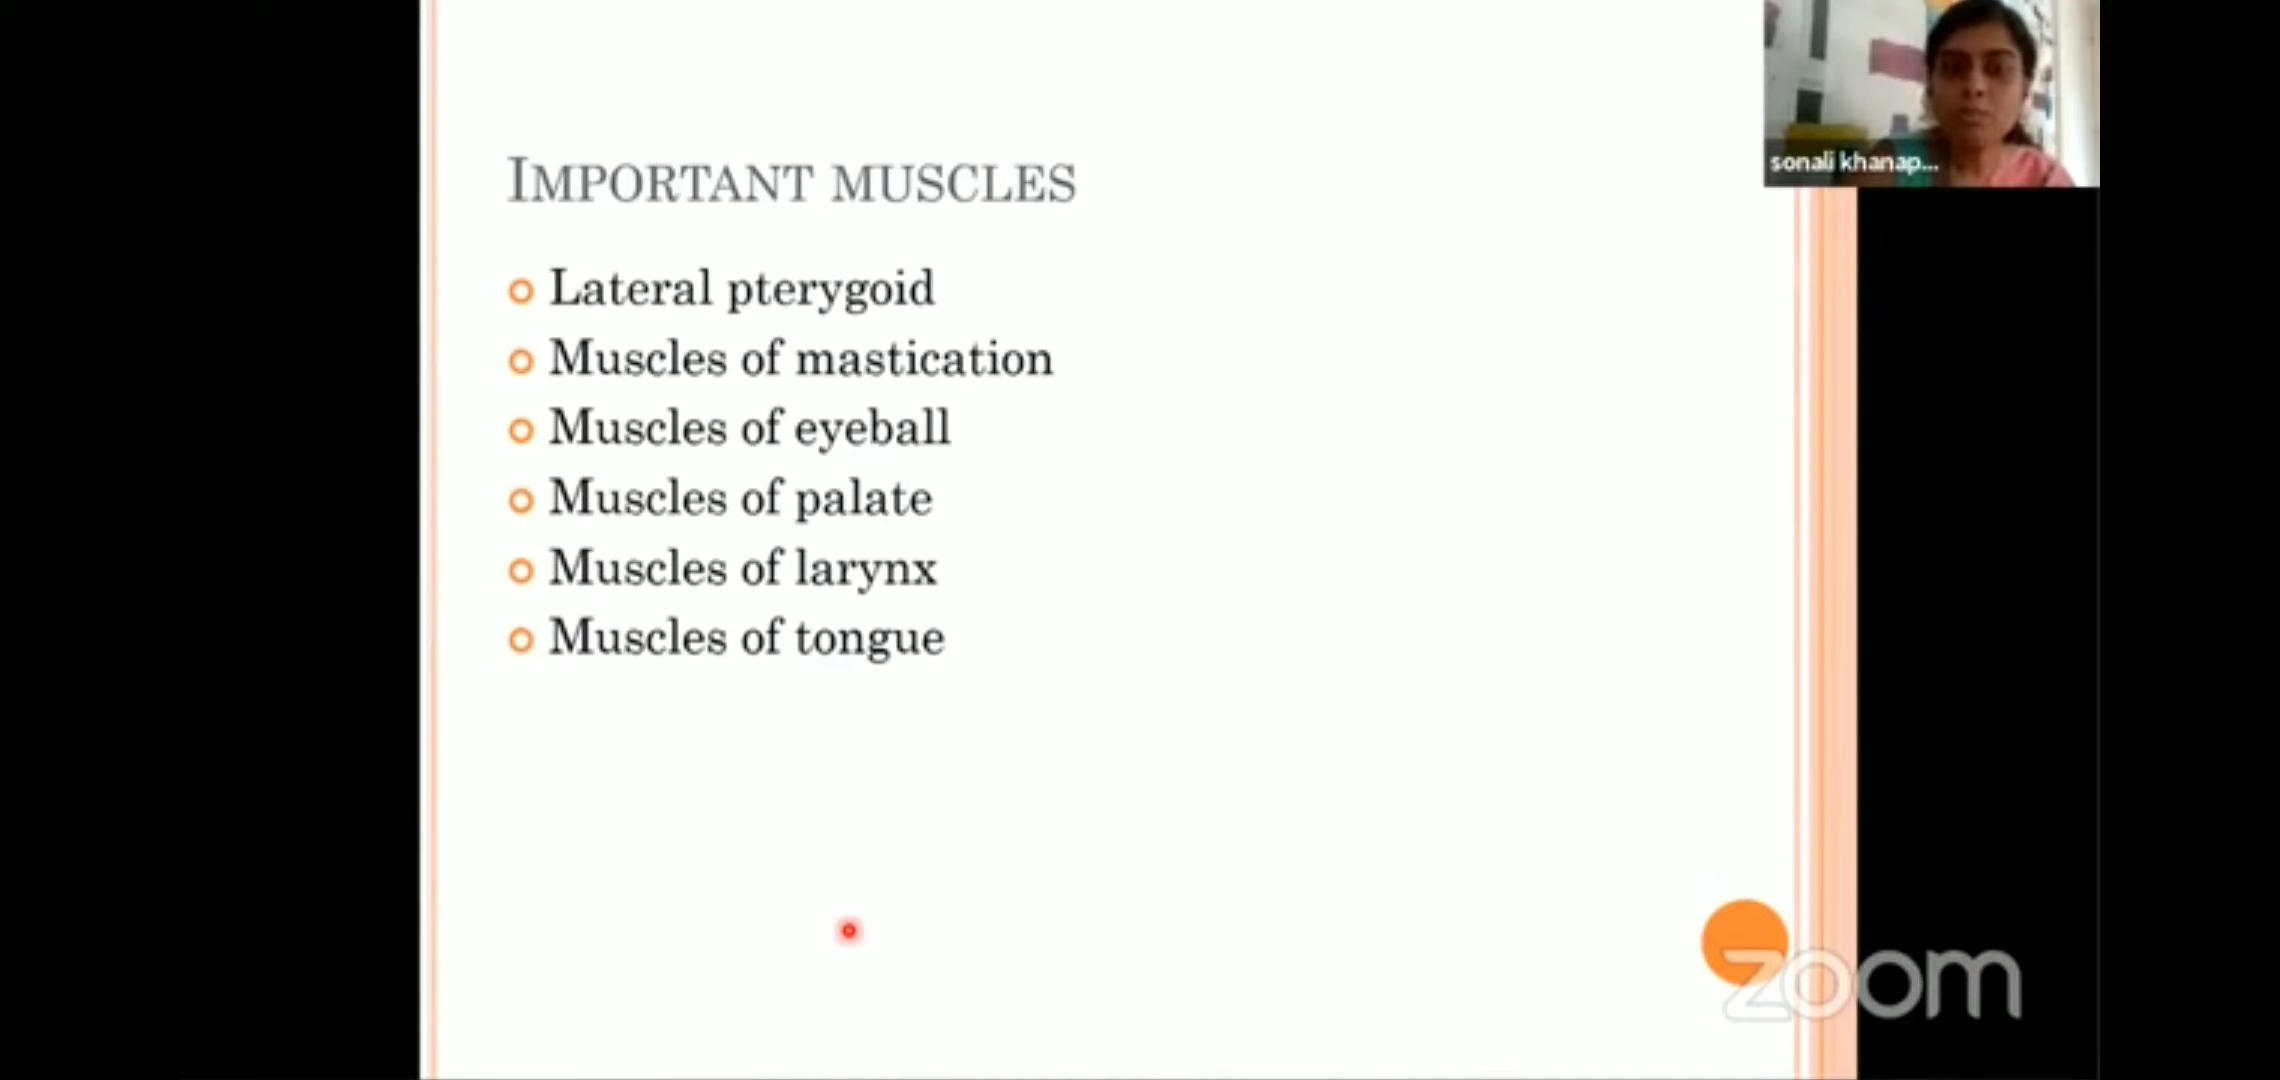 sonali khanap...
IMPORTANT MUSCLES
Lateral pterygoid
Muscles of mastication
Muscles of eyeball
Muscles of palate
Muscles of larynx
Muscles of tongue
zoom